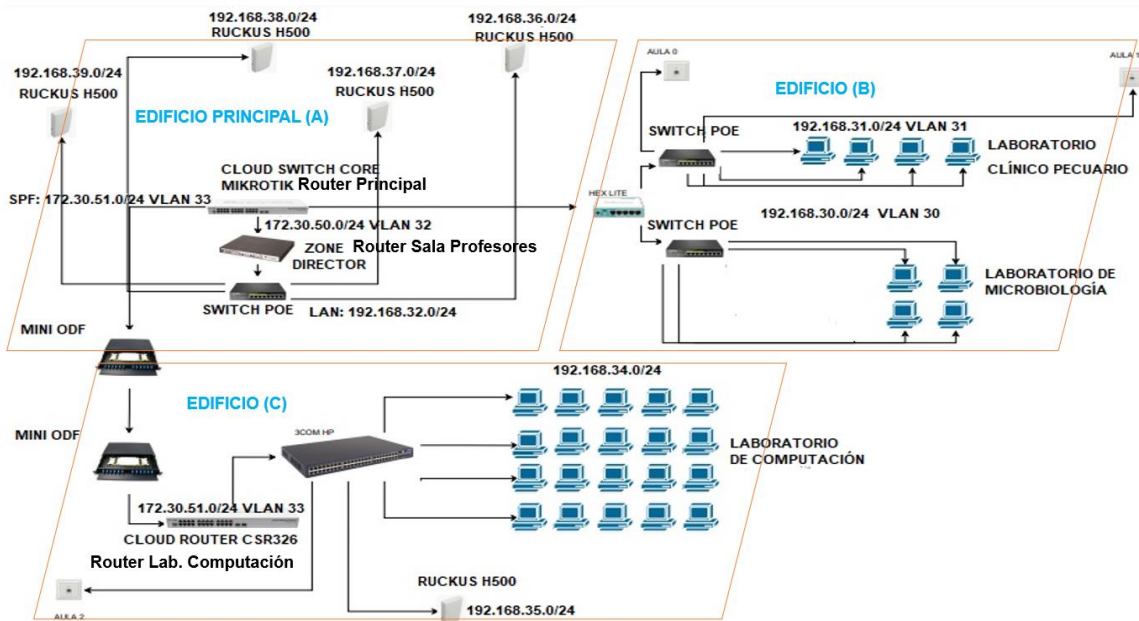 192.168.38.0/24
RUCKUS H500
192.168.36.0/24
RUCKUS H500
192.168.39.0/24
RUCKUS H500
192.168.37.0/24
RUCKUS H500
EDIFICIO PRINCIPAL (A)
CLOUD SWITCH CORE
MIKROTIK Router Principal
SPF: 172.30.51.0/24 VLAN 33
172.30.50.0/24 VLAN 32
ZONE
DIRECTOR
Router Sala Profesores
SWITCH POE
LAN: 192.168.32.0/24
AULA 0
AULA 1
EDIFICIO (B)
SWITCH POE
192.168.31.0/24 VLAN 31
LABORATORIO
CLÍNICO PECUARIO
HEX LITE
192.168.30.0/24 VLAN 30
SWITCH POE
LABORATORIO DE
MICROBIOLOGÍA
MINI ODF
MINI ODF
EDIFICIO (C)
3COM HP
192.168.34.0/24
LABORATORIO
DE COMPUTACIÓN
172.30.51.0/24 VLAN 33
CLOUD ROUTER CSR326
Router Lab. Computación
AULA 2
RUCKUS H500
192.168.35.0/24